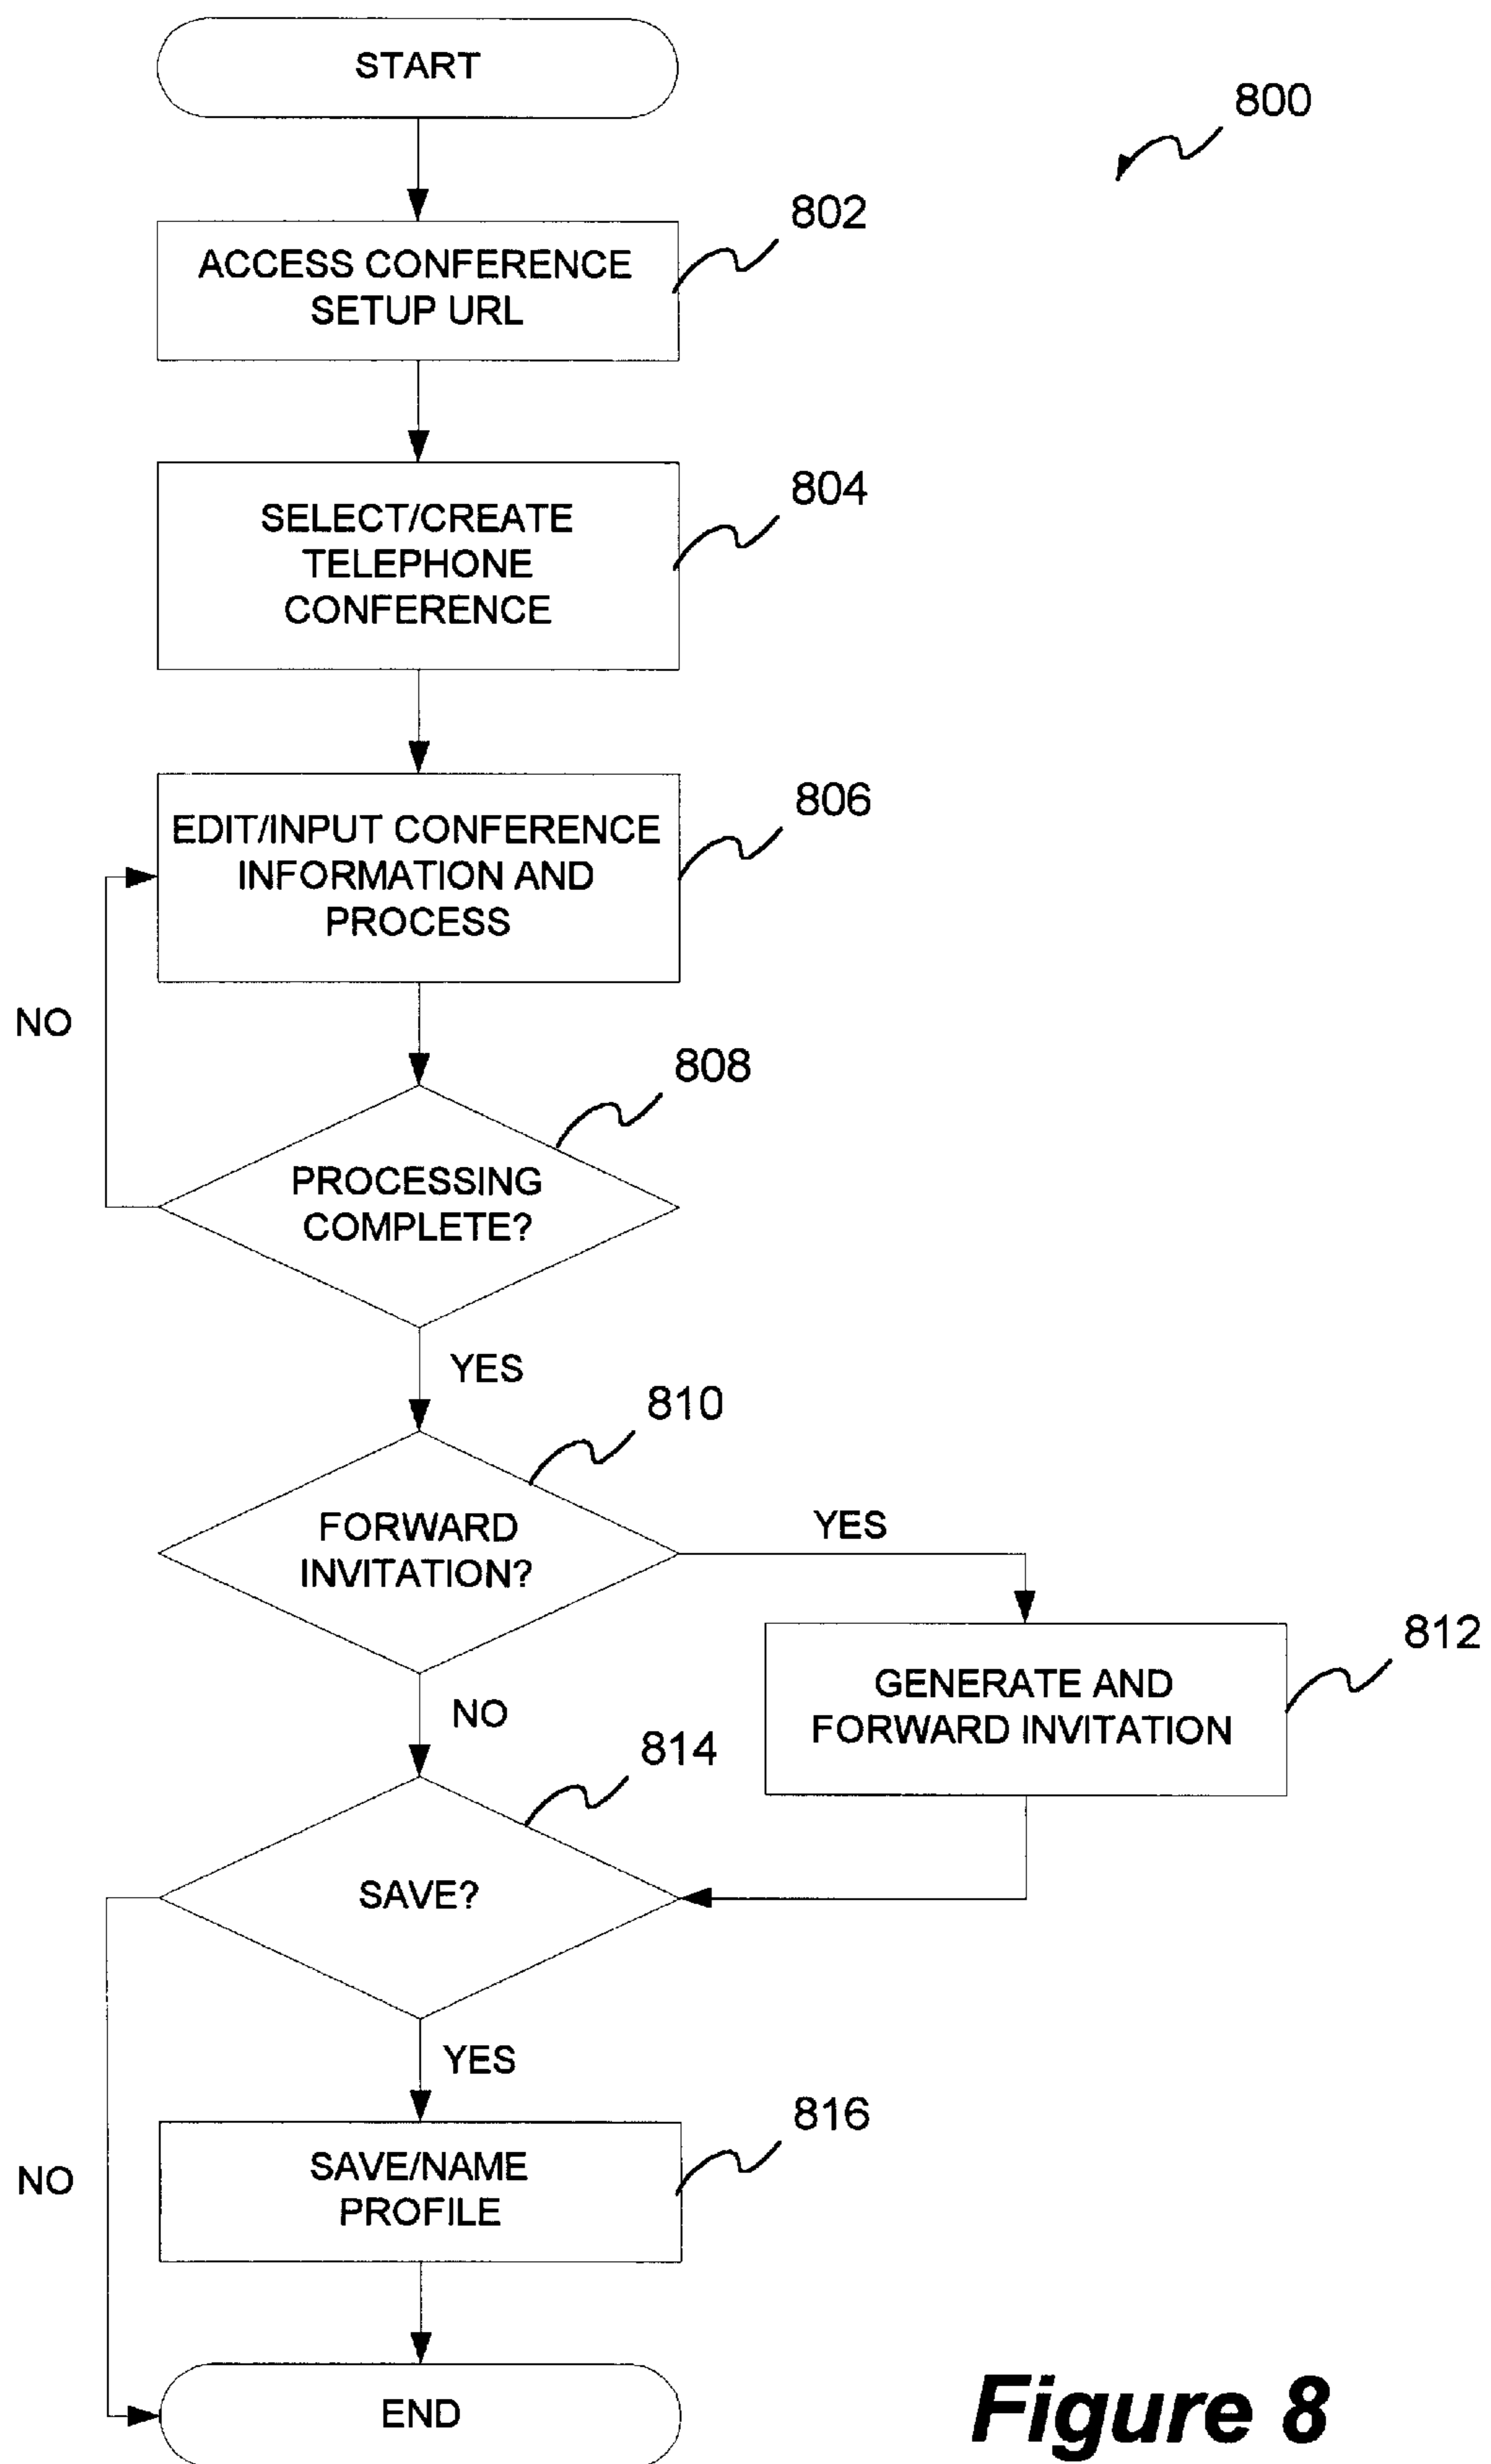 START
800
802
ACCESS CONFERENCE
SETUP URL
804
SELECT/CREATE
TELEPHONE
CONFERENCE
806
EDIT/INPUT CONFERENCE
INFORMATION AND
PROCESS
NO
808
PROCESSING
COMPLETE?
YES
810
FORWARD
INVITATION?
YES
812
GENERATE AND
FORWARD INVITATION
NO
814
SAVE?
YES
816
SAVE/NAME
PROFILE
NO
END
Figure 8